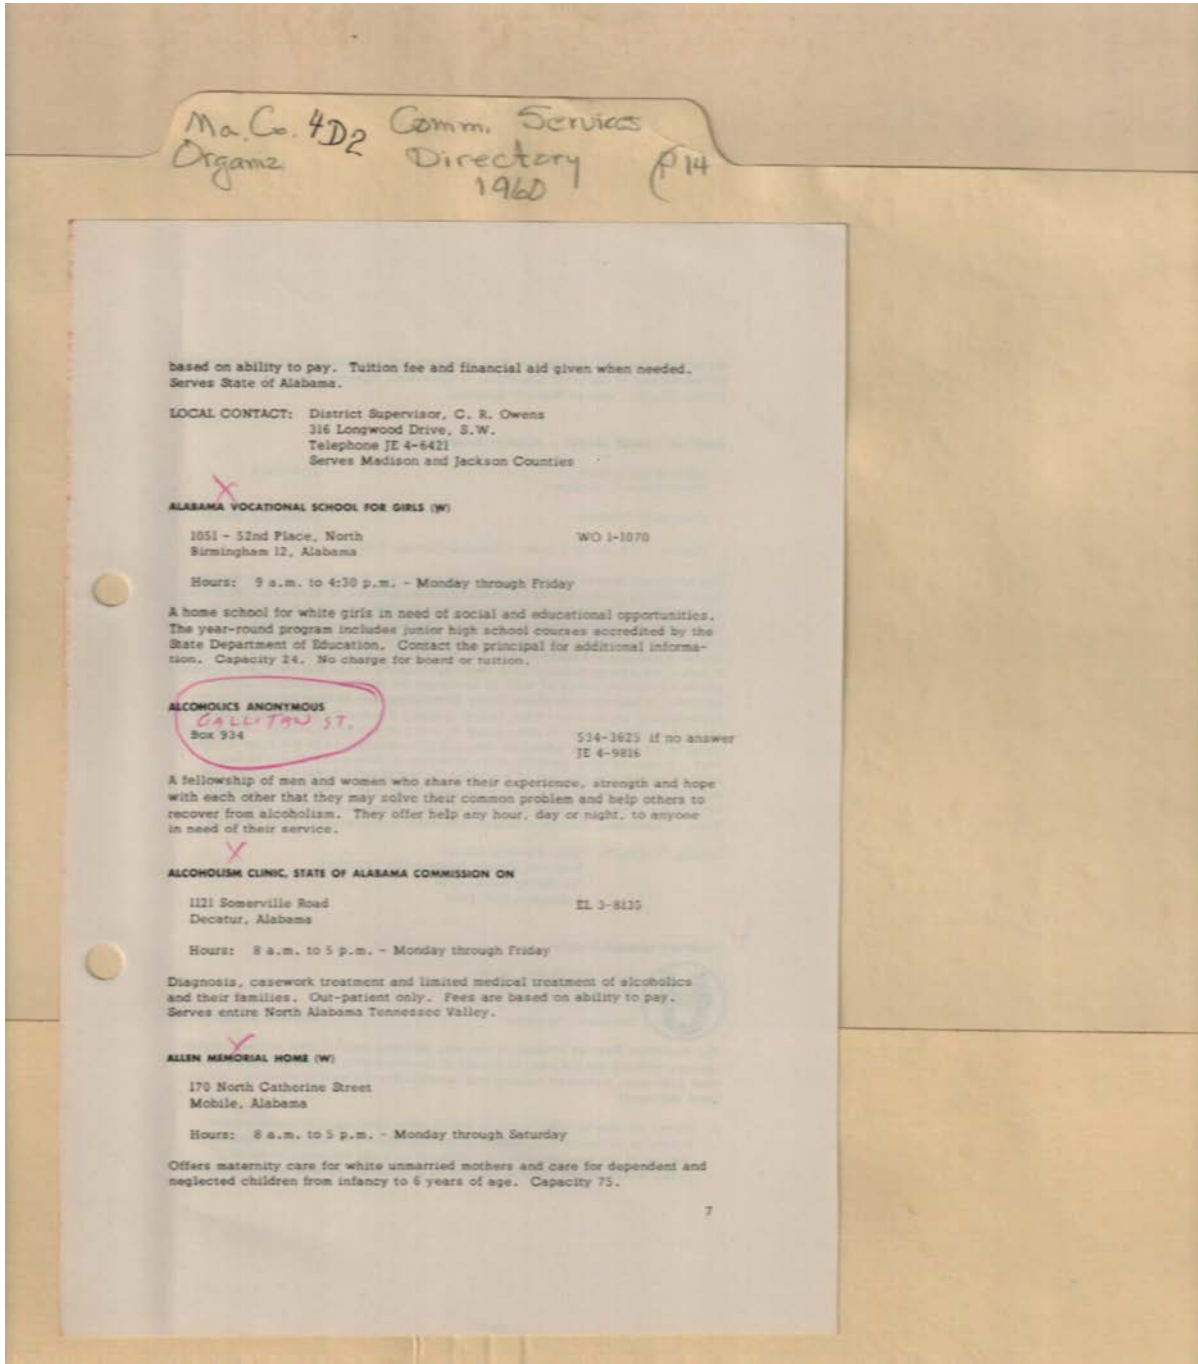 Ma. Co. 4D2 Comm. Services
Organiz. Directory
1960 P14
based on ability to pay. Tuition fee and financial aid given when needed.
Serves State of Alabama.
LOCAL CONTACT: District Supervisor, C. R. Owens
316 Longwood Drive, S.W.
Telephone JE 4-6421
Serves Madison and Jackson Counties
X
ALABAMA VOCATIONAL SCHOOL FOR GIRLS (W)
1051 - 52nd Place, North WO 1-1070
Birmingham 12, Alabama
Hours: 9 a.m. to 4:30 p.m. - Monday through Friday
A home school for white girls in need of social and educational opportunities.
The year-round program includes junior high school courses accredited by the
State Department of Education. Contact the principal for additional informa-
tion. Capacity 24. No charge for board or tuition.
ALCOHOLICS ANONYMOUS
GALLITAN ST.
Box 934 534-3625 if no answer
JE 4-9816
A fellowship of men and women who share their experience, strength and hope
with each other that they may solve their common problem and help others to
recover from alcoholism. They offer help any hour, day or night, to anyone
in need of their service.
X
ALCOHOLISM CLINIC, STATE OF ALABAMA COMMISSION ON
1121 Somerville Road EL 3-8135
Decatur, Alabama
Hours: 8 a.m. to 5 p.m. - Monday through Friday
Diagnosis, casework treatment and limited medical treatment of alcoholics
and their families. Out-patient only. Fees are based on ability to pay.
Serves entire North Alabama Tennessee Valley.
X
ALLEN MEMORIAL HOME (W)
170 North Catherine Street
Mobile, Alabama
Hours: 8 a.m. to 5 p.m. - Monday through Saturday
Offers maternity care for white unmarried mothers and care for dependent and
neglected children from infancy to 6 years of age. Capacity 75.
7